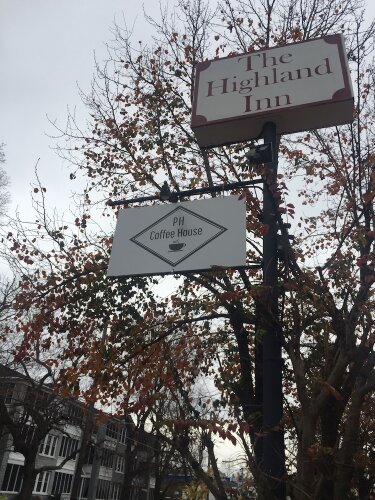 The
Highland
Inn
PH
Coffee House